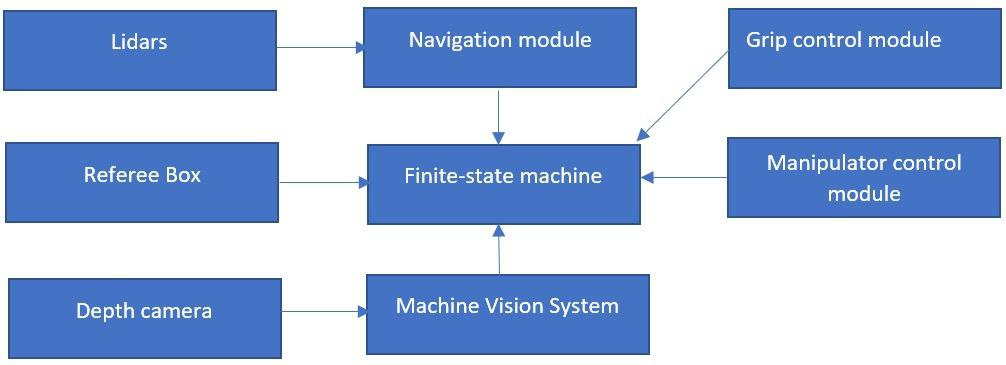 Lidars
Navigation module
Grip control module
Referee Box
Finite-state machine
Manipulator control
module
Depth camera
Machine Vision System